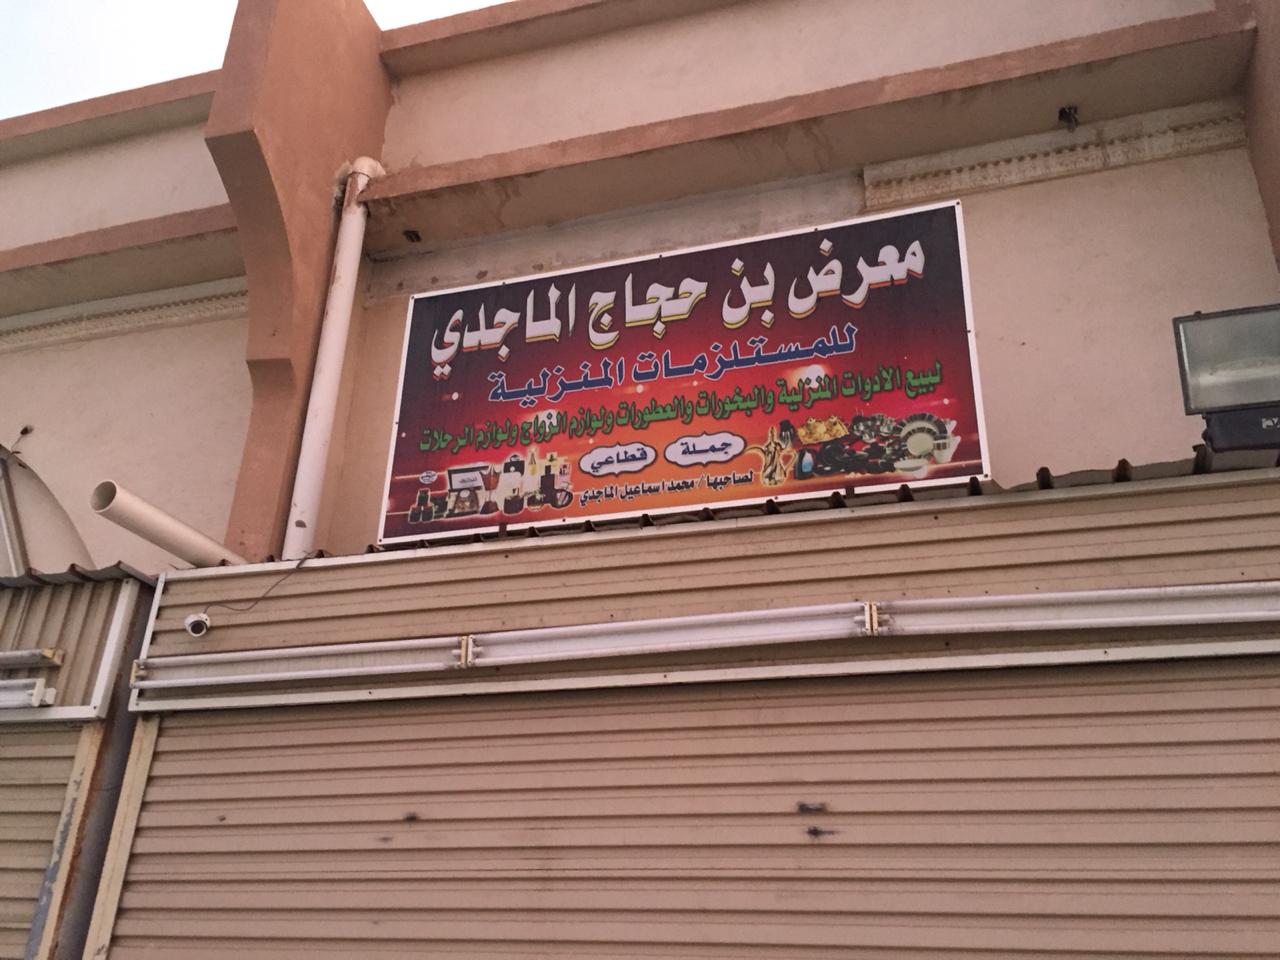 معرض بن حجاج الماجدي
للمستلزمات المنزلية
لبيع الأدوات المنزلية والبخورات والعطورات ولوازم الزواج ولوازم الرحلات
جملة قطاعي
لصاحبها / محمد اسماعيل الماجدي